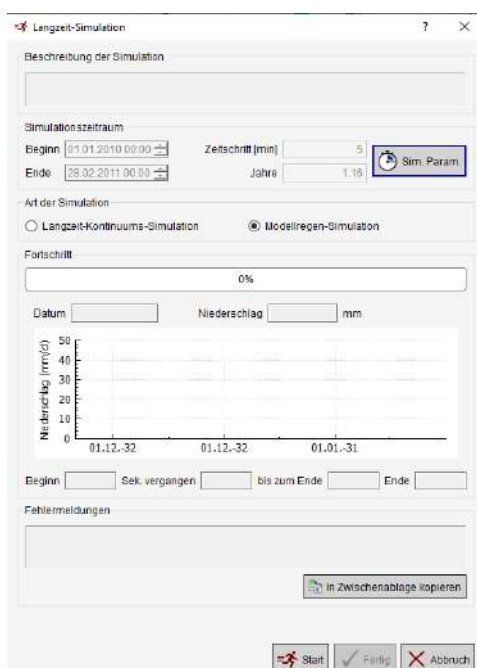 Langzeit-Simulation ? ×
Beschreibung der Simulation
Simulationszeitraum
Beginn 01.01.2010 00:00 Zeitschritt [min] 5
Sim. Param.
Ende 28.02.2011 00:00 Jahre 1.16
Art der Simulation
Langzeit-Kontinuums-Simulation Modellregen-Simulation
Fortschritt
0%
Datum Niederschlag mm
Niederschlag [mm/d]
50
40
30
20
10
0
01.12.-32 01.12.-32 01.01.-31
Beginn Sek. vergangen bis zum Ende Ende
Fehlermeldungen
In Zwischenablage kopieren
Start Fertig Abbruch